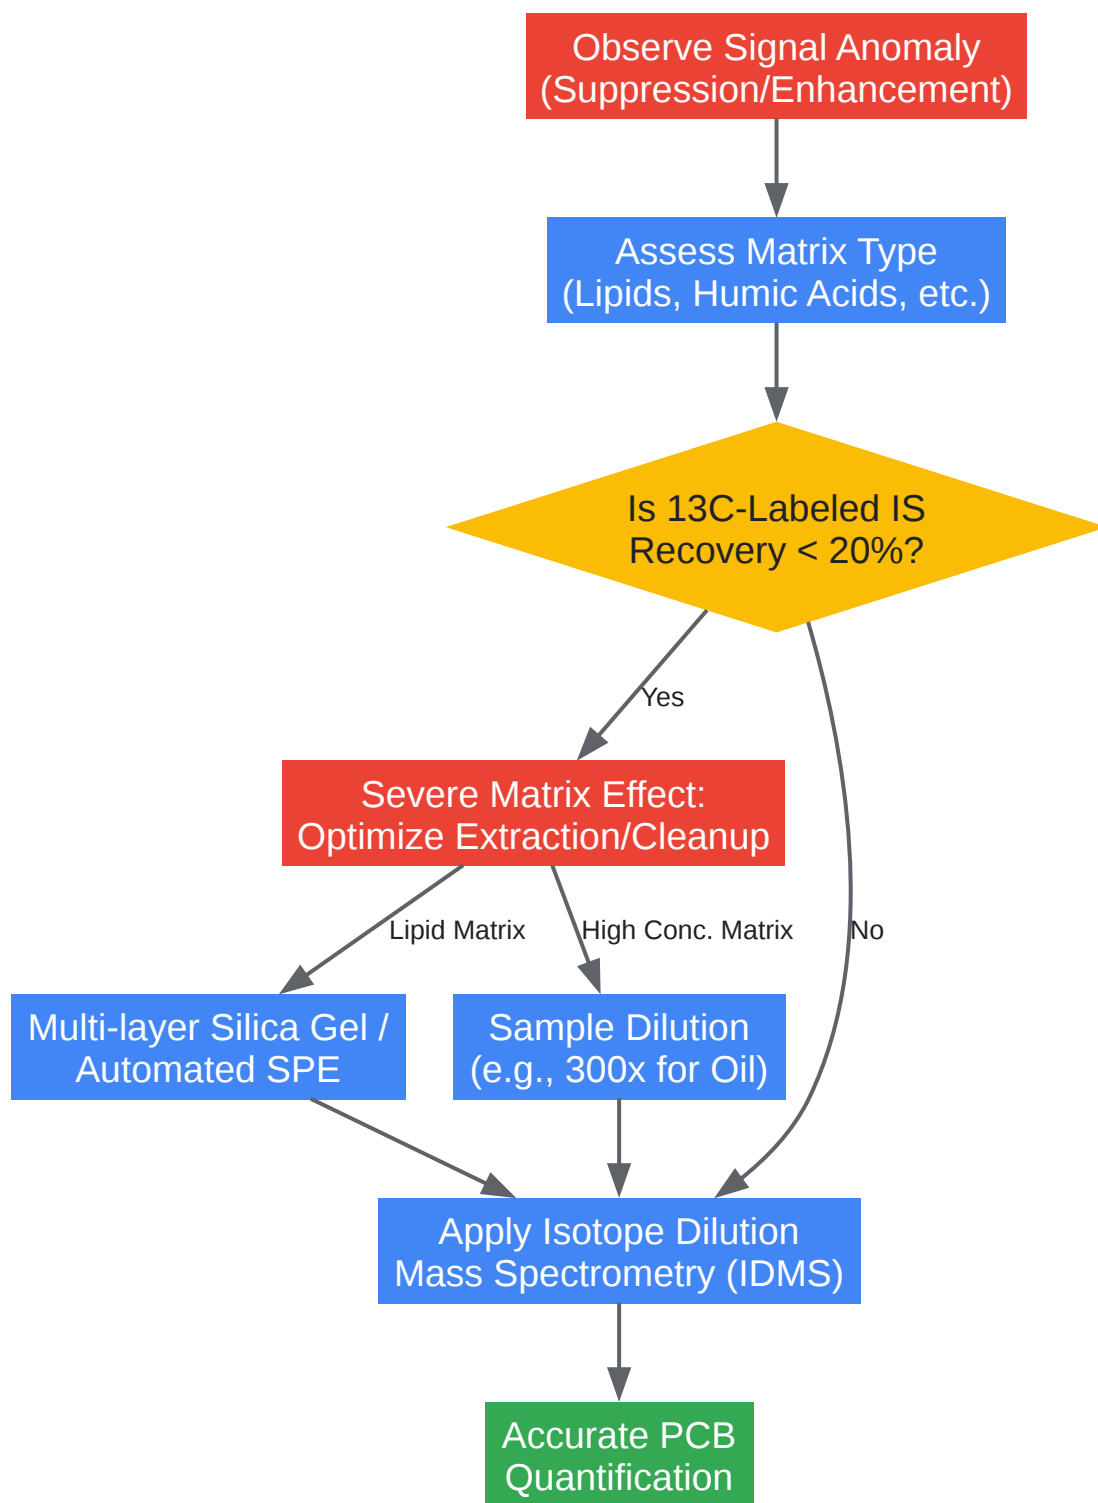 Observe Signal Anomaly
(Suppression/Enhancement)
Assess Matrix Type
(Lipids, Humic Acids, etc.)
Is 13C-Labeled IS
Recovery < 20%?
Yes
Severe Matrix Effect:
Optimize Extraction/Cleanup
Lipid Matrix
High Conc. Matrix
No
Multi-layer Silica Gel /
Automated SPE
Sample Dilution
(e.g., 300x for Oil)
Apply Isotope Dilution
Mass Spectrometry (IDMS)
Accurate PCB
Quantification